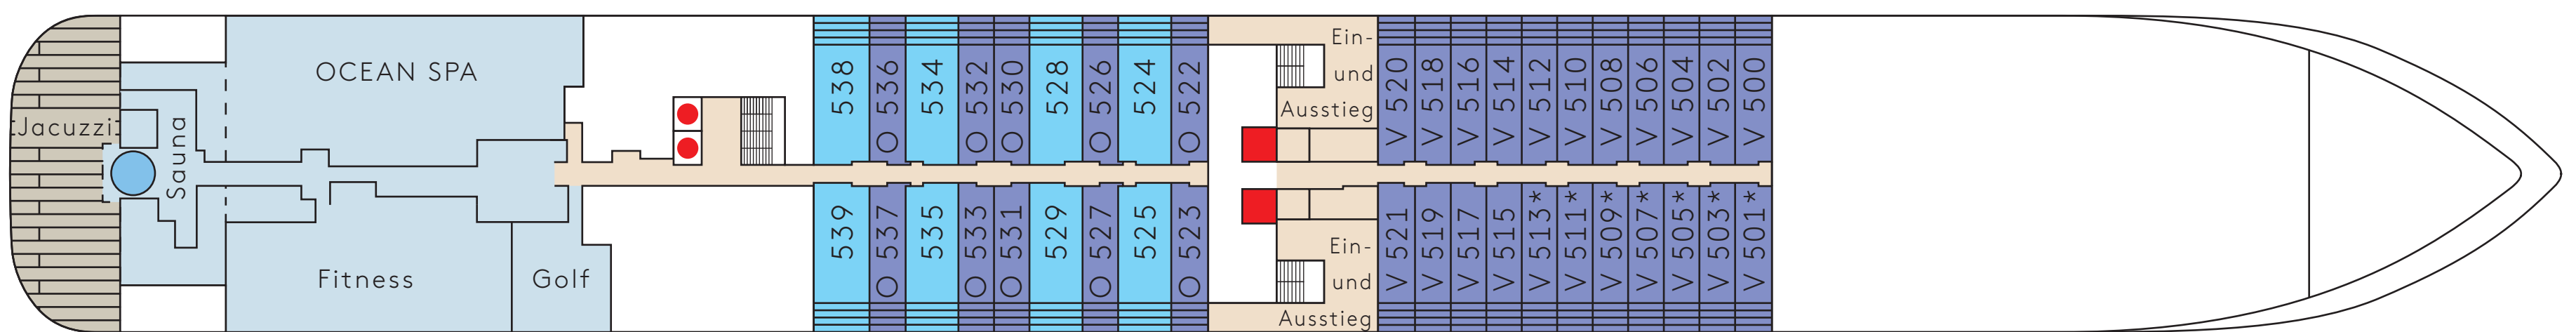 OCEAN SPA
Jacuzzi
Sauna
Fitness
Golf
538
O 536
534
O 532
O 530
528
O 526
524
O 522
Ein-
und
Ausstieg
V 520
V 518
V 516
V 514
V 512
V 510
V 508
V 506
V 504
V 502
V 500
539
O 537
535
O 533
O 531
529
O 527
525
O 523
Ein-
und
Ausstieg
V 521
V 519
V 517
V 515
V 513*
V 511*
V 509*
V 507*
V 505*
V 503*
V 501*